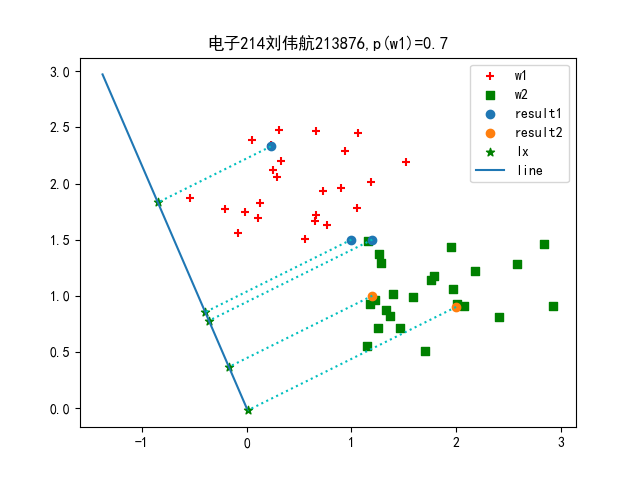 电子214刘伟航213876,p(w1)=0.7
w1
w2
result1
result2
lx
line
3.0
2.5
2.0
1.5
1.0
0.5
0.0
-1 0 1 2 3